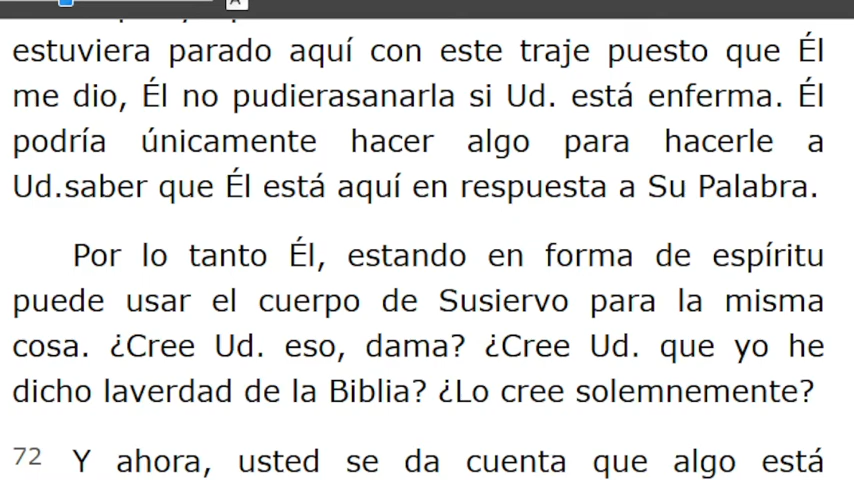 estuviera parado aquí con este traje puesto que Él
me dio, Él no pudierasanarla si Ud. está enferma. Él
podría únicamente hacer algo para hacerle a
Ud.saber que Él está aquí en respuesta a Su Palabra.
Por lo tanto Él, estando en forma de espíritu
puede usar el cuerpo de Susiervo para la misma
cosa. ¿Cree Ud. eso, dama? ¿Cree Ud. que yo he
dicho laverdad de la Biblia? ¿Lo cree solemnemente?
72 Y ahora, usted se da cuenta que algo está